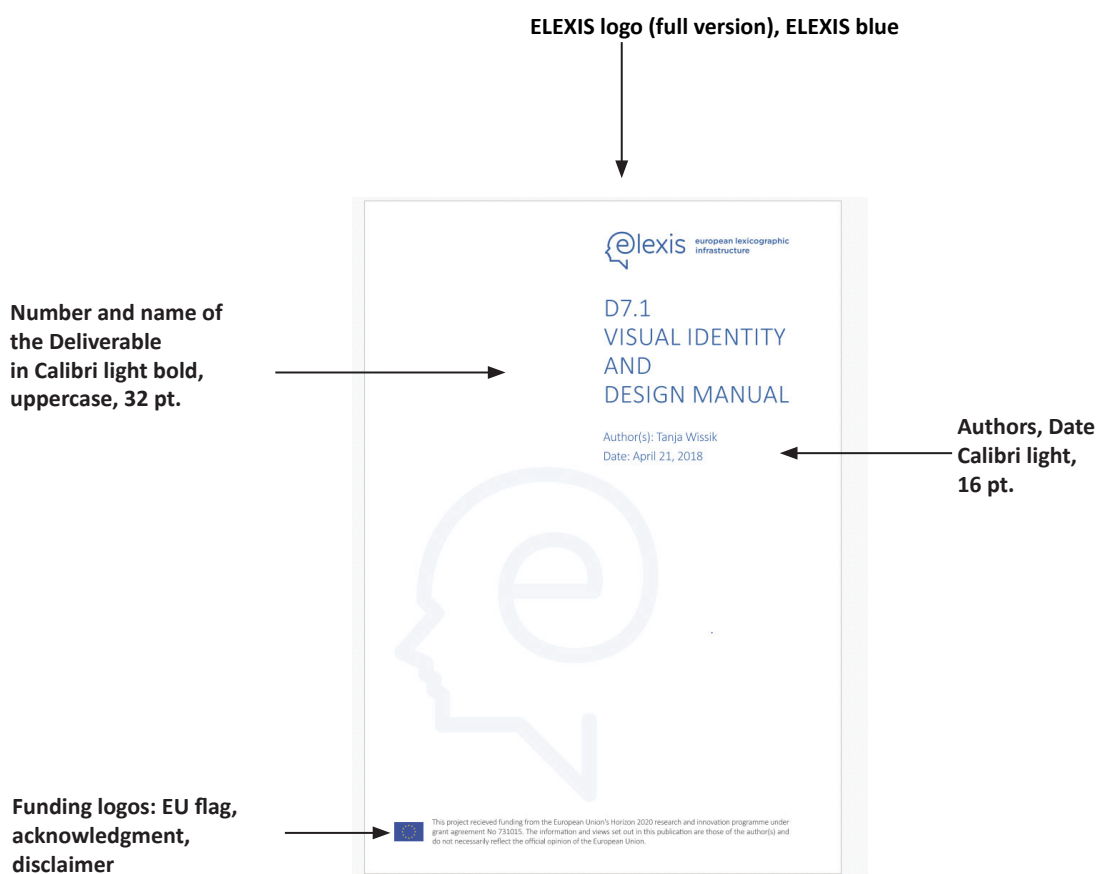 ELEXIS logo (full version), ELEXIS blue
elexis european lexicographic
infrastructure
Number and name of
the Deliverable
in Calibri light bold,
uppercase, 32 pt.
D7.1
VISUAL IDENTITY
AND
DESIGN MANUAL
Author(s): Tanja Wissik
Date: April 21, 2018
Authors, Date
Calibri light,
16 pt.
Funding logos: EU flag,
acknowledgment,
disclaimer
This project recieved funding from the European Union's Horizon 2020 research and innovation programme under
grant agreement No 731015. The information and views set out in this publication are those of the author(s) and
do not necessarily reflect the official opinion of the European Union.